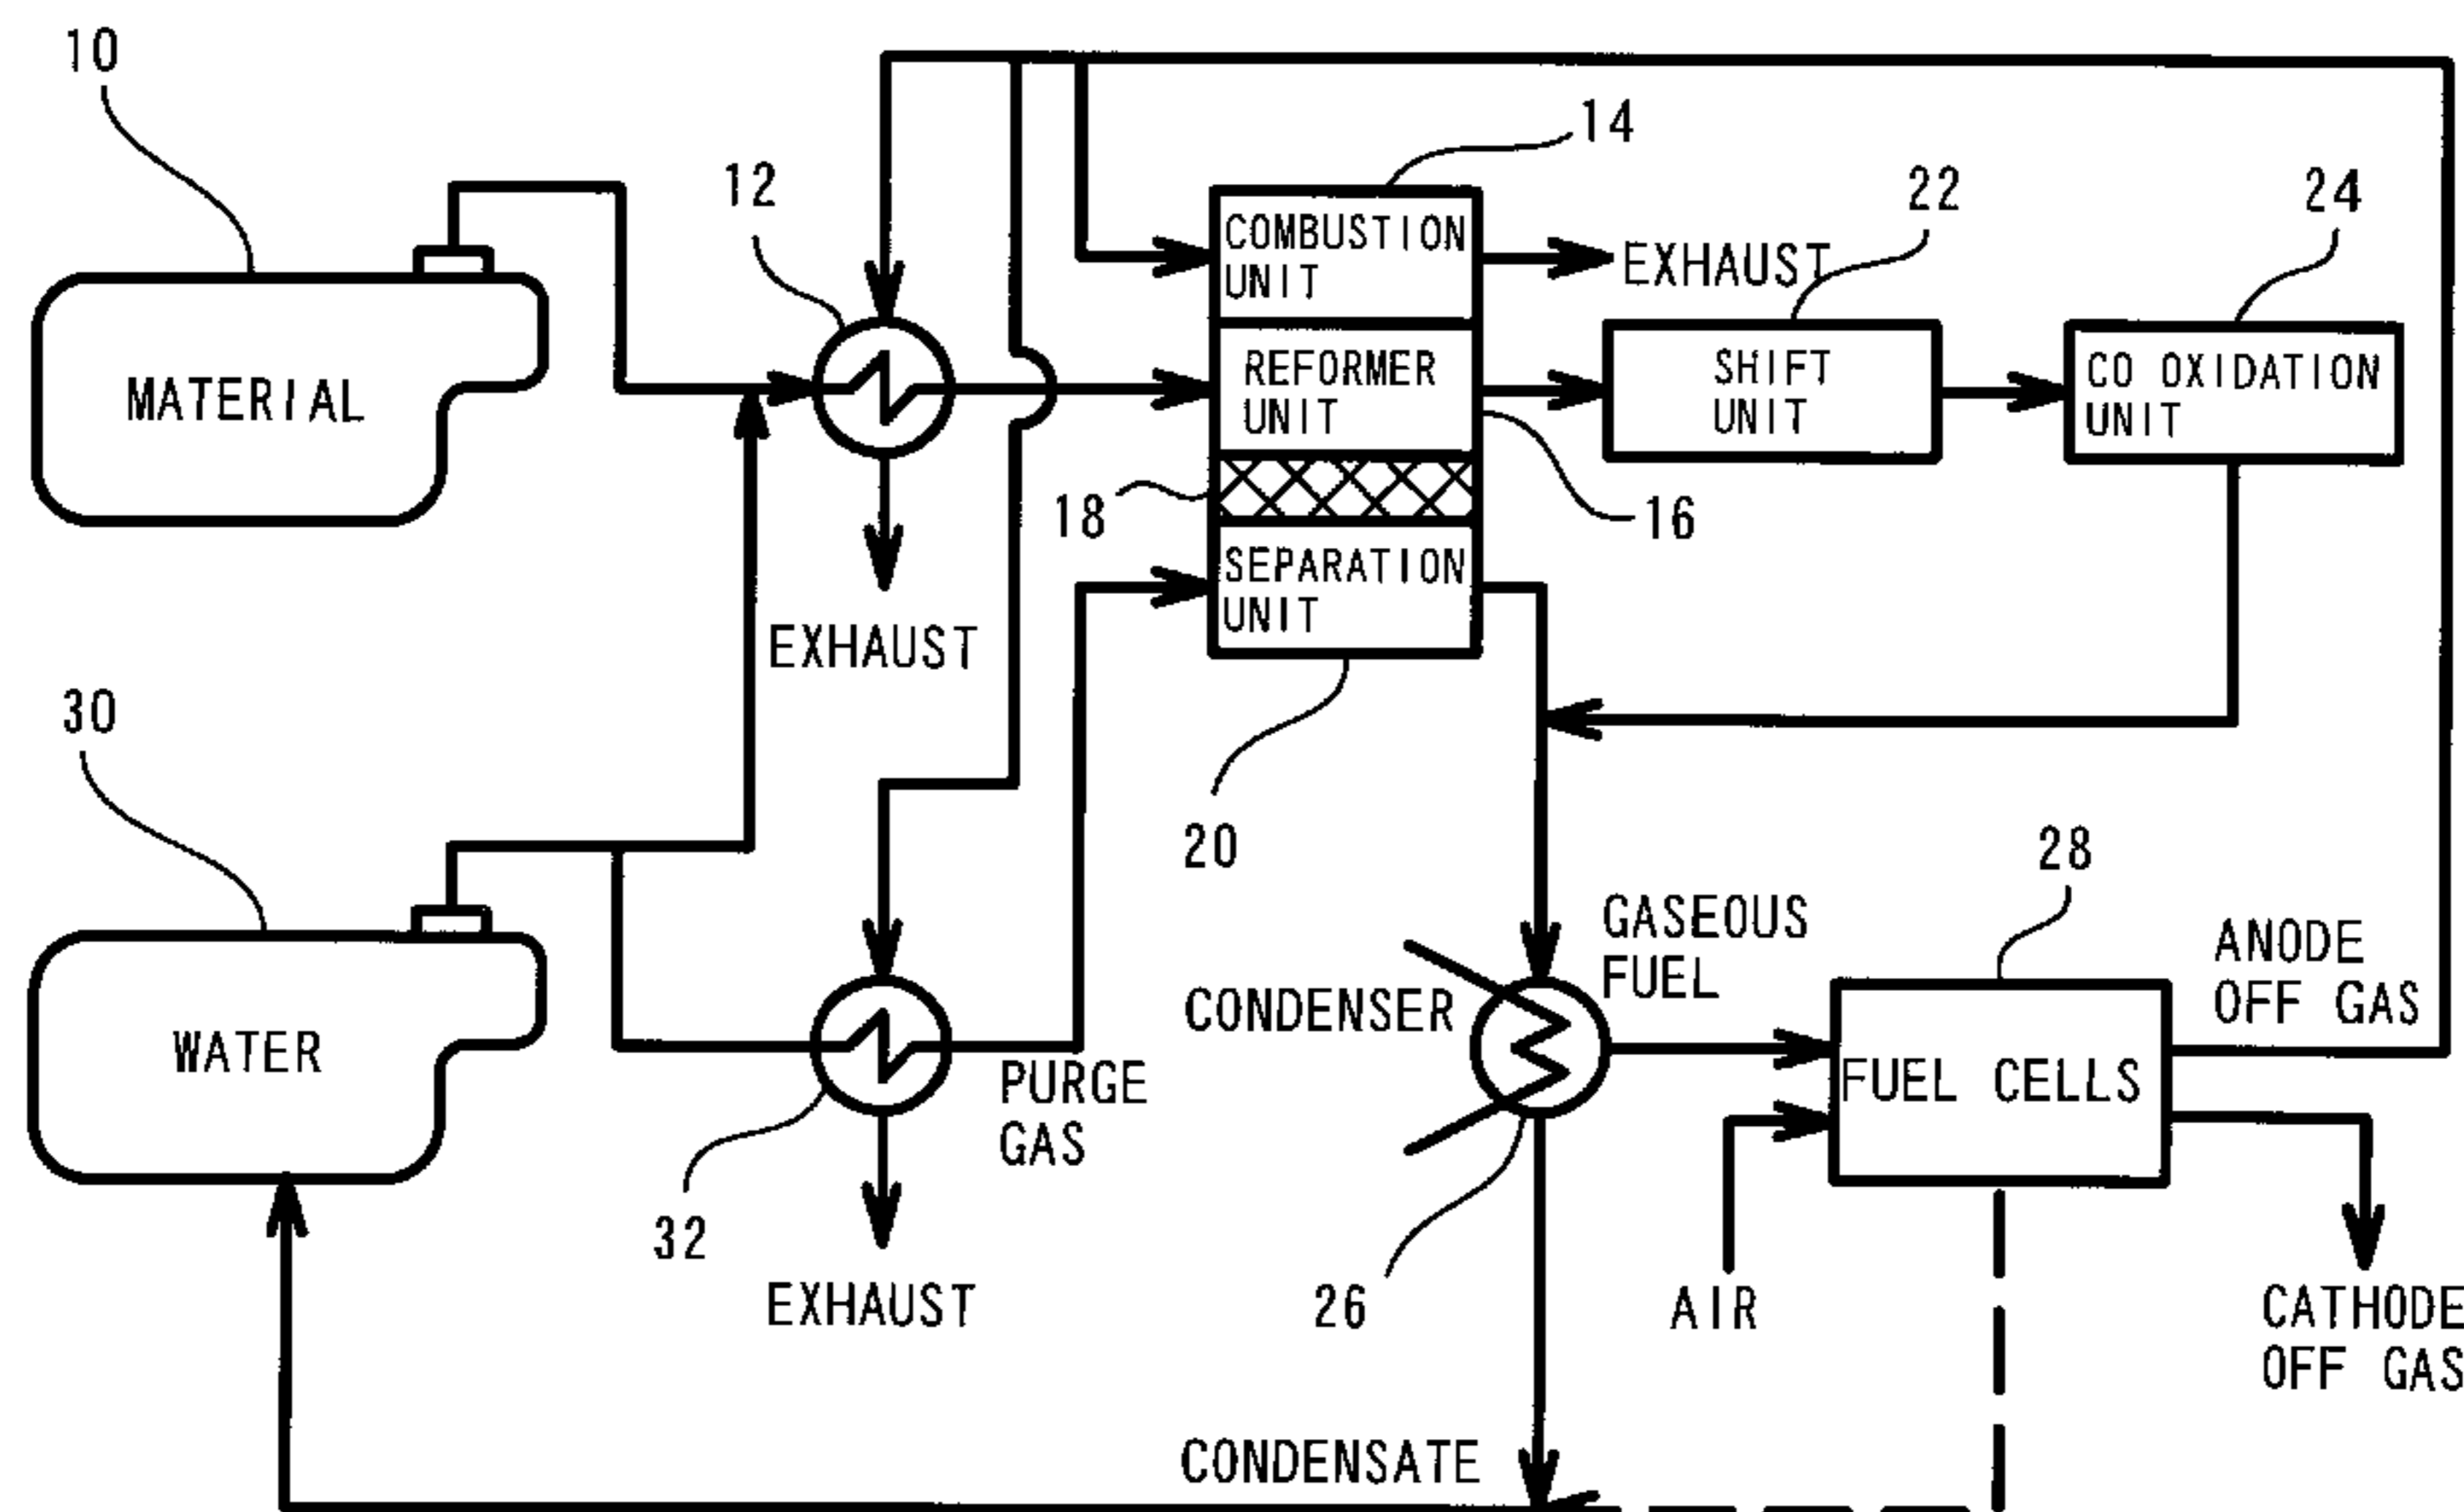 10
14
12
22
24
COMBUSTION
UNIT
EXHAUST
MATERIAL
REFORMER
UNIT
SHIFT
UNIT
CO OXIDATION
UNIT
18
16
SEPARATION
UNIT
EXHAUST
30
20
28
GASEOUS
FUEL
ANODE
OFF GAS
CONDENSER
WATER
PURGE
GAS
FUEL CELLS
32
26
EXHAUST
AIR
CATHODE
OFF GAS
CONDENSATE